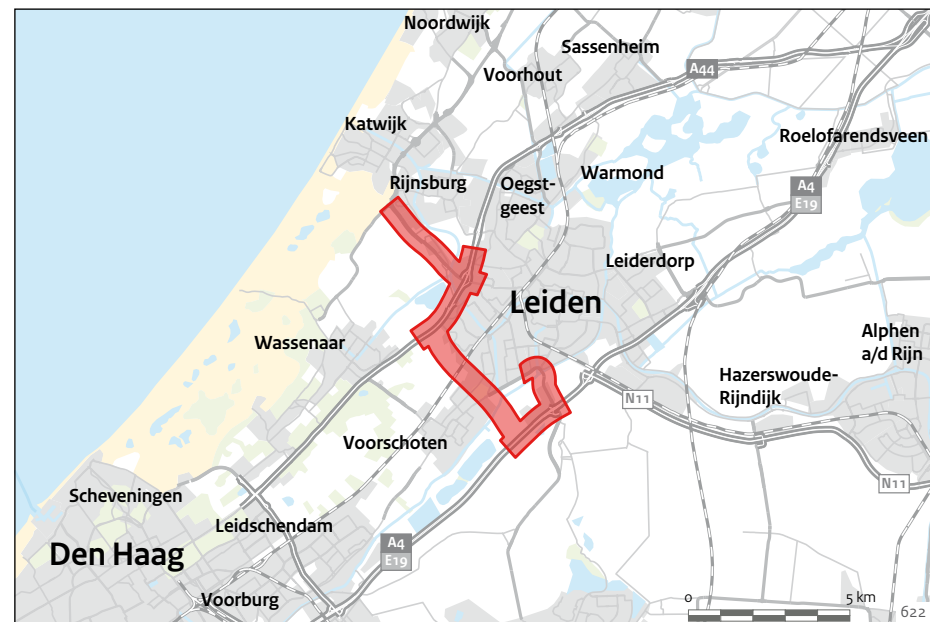 Noordwijk
Sassenheim
Voorhout
A44
Katwijk
Roelofarendsveen
Rijnsburg
Oegst-
geest
Warmond
A4
E19
Leiderdorp
Leiden
Wassenaar
Alphen
a/d Rijn
Hazerswoude-
Rijndijk
N11
Voorschoten
N11
Scheveningen
Leidschendam
Den Haag
A4
E19
Voorburg
0
5 km
622